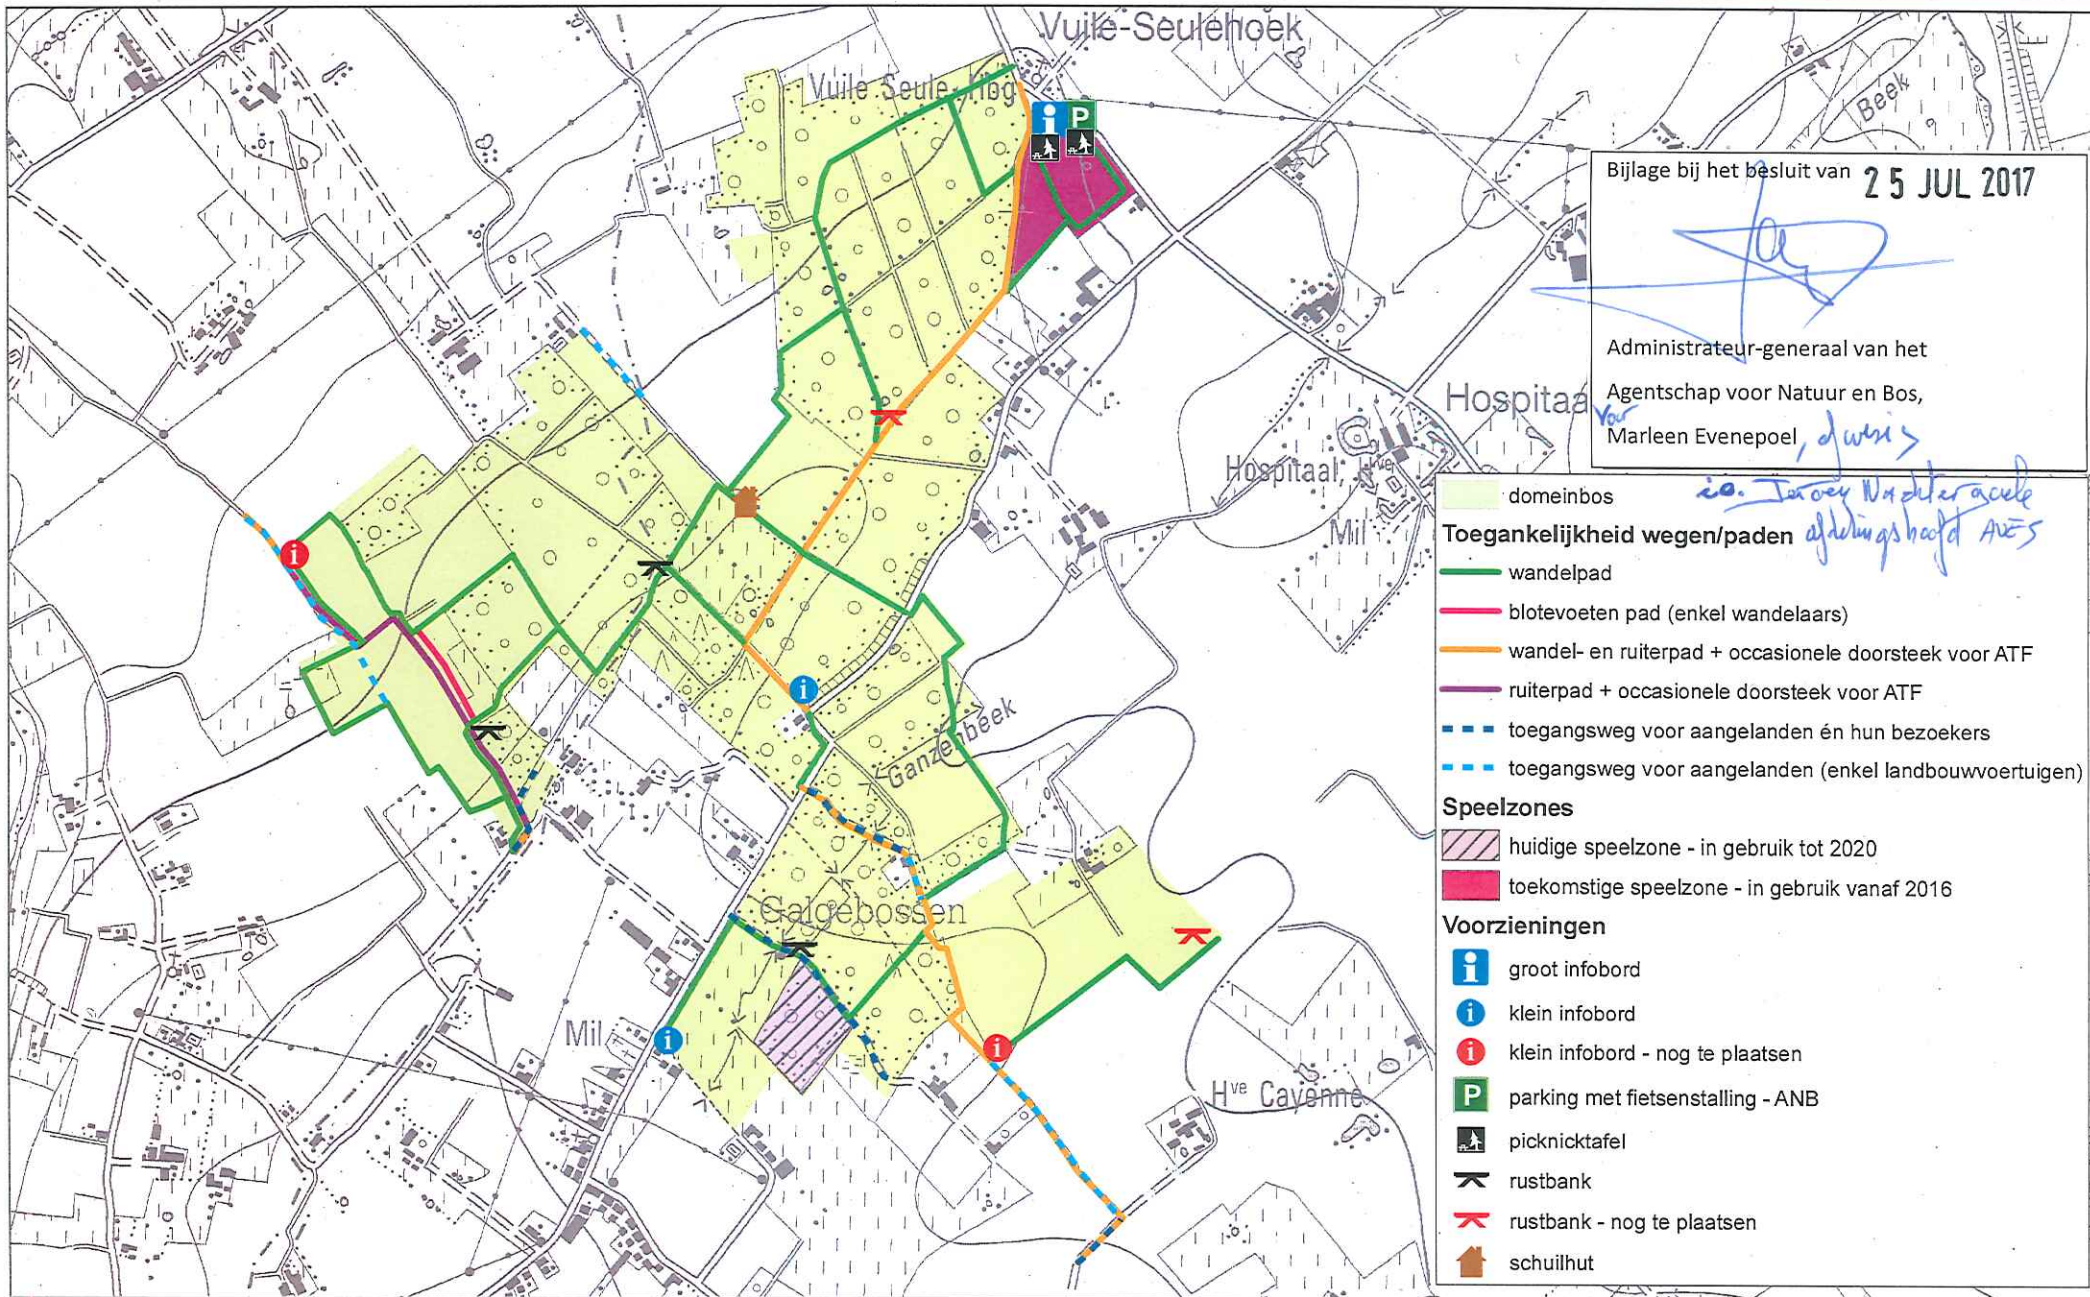 Vuile-Seulehoek
Vuile Seule, Hbg
i
P
Beek
Bijlage bij het besluit van 25 JUL 2017
Administrateur-generaal van het
Agentschap voor Natuur en Bos,
Marleen Evenepoel,
afdelingshoofd AVES
Hospitaa
Hospitaal, Hve
Mil
i
i
Ganzenbeek
Galgebossen
Mil
i
i
Hve Cayenne
domeinbos
Toegankelijkheid wegen/paden
wandelpad
blotevoeten pad (enkel wandelaars)
wandel- en ruiterpad + occasionele doorsteek voor ATF
ruiterpad + occasionele doorsteek voor ATF
toegangsweg voor aangelanden én hun bezoekers
toegangsweg voor aangelanden (enkel landbouwvoertuigen)
Speelzones
huidige speelzone - in gebruik tot 2020
toekomstige speelzone - in gebruik vanaf 2016
Voorzieningen
i groot infobord
i klein infobord
i klein infobord - nog te plaatsen
P parking met fietsenstalling - ANB
picknicktafel
rustbank
rustbank - nog te plaatsen
schuilhut